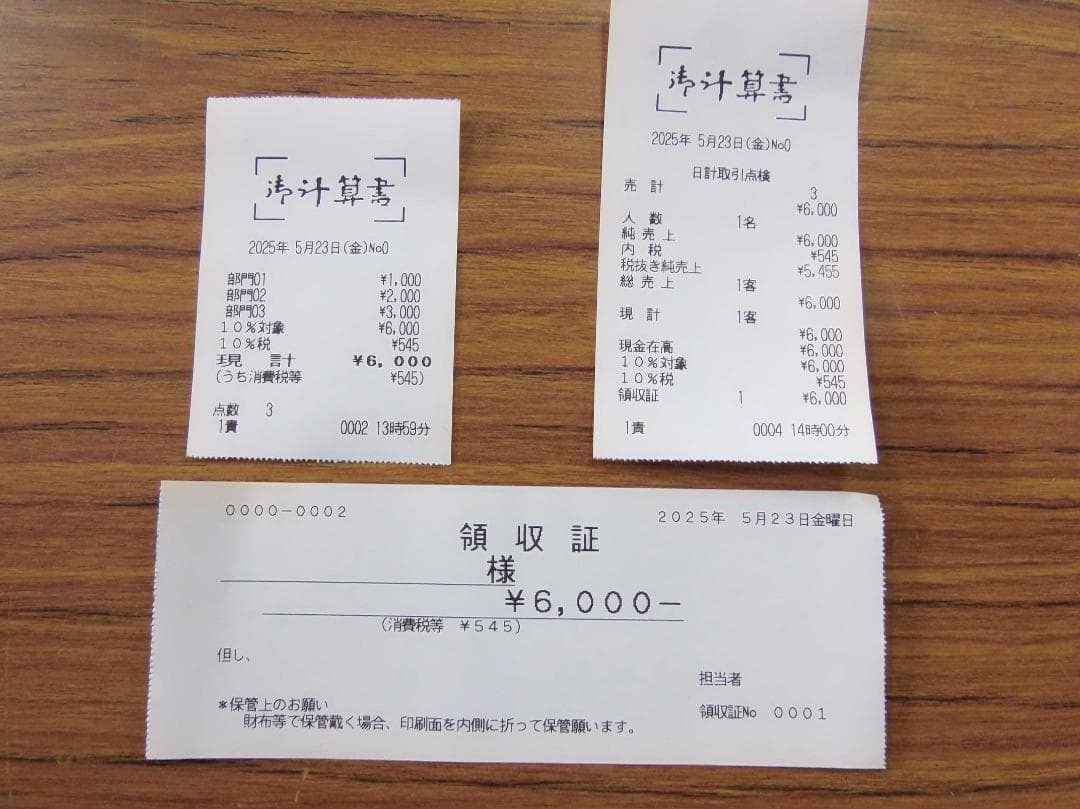 御計算書
2025年 5月23日(金)No0
部門01 ¥1,000
部門02 ¥2,000
部門03 ¥3,000
10%対象 ¥6,000
10%税 ¥545
現 計 ¥6,000
(うち消費税等 ¥545)
点数 3
1責 0002 13時59分
御計算書
2025年 5月23日(金)No0
日計取引点検
売 計 3
¥6,000
人 数 1名
純売上 ¥6,000
内 税 ¥545
税抜き純売上 ¥5,455
総売上 1客
¥6,000
現 計 1客
¥6,000
現金在高 ¥6,000
10%対象 ¥6,000
10%税 ¥545
領収証 1 ¥6,000
1責 0004 14時00分
0000-0002 2025年 5月23日金曜日
領収証
様
¥6,000-
(消費税等 ¥545)
但し、
担当者
*保管上のお願い
財布等で保管戴く場合、印刷面を内側に折って保管願います。
領収証No 0001